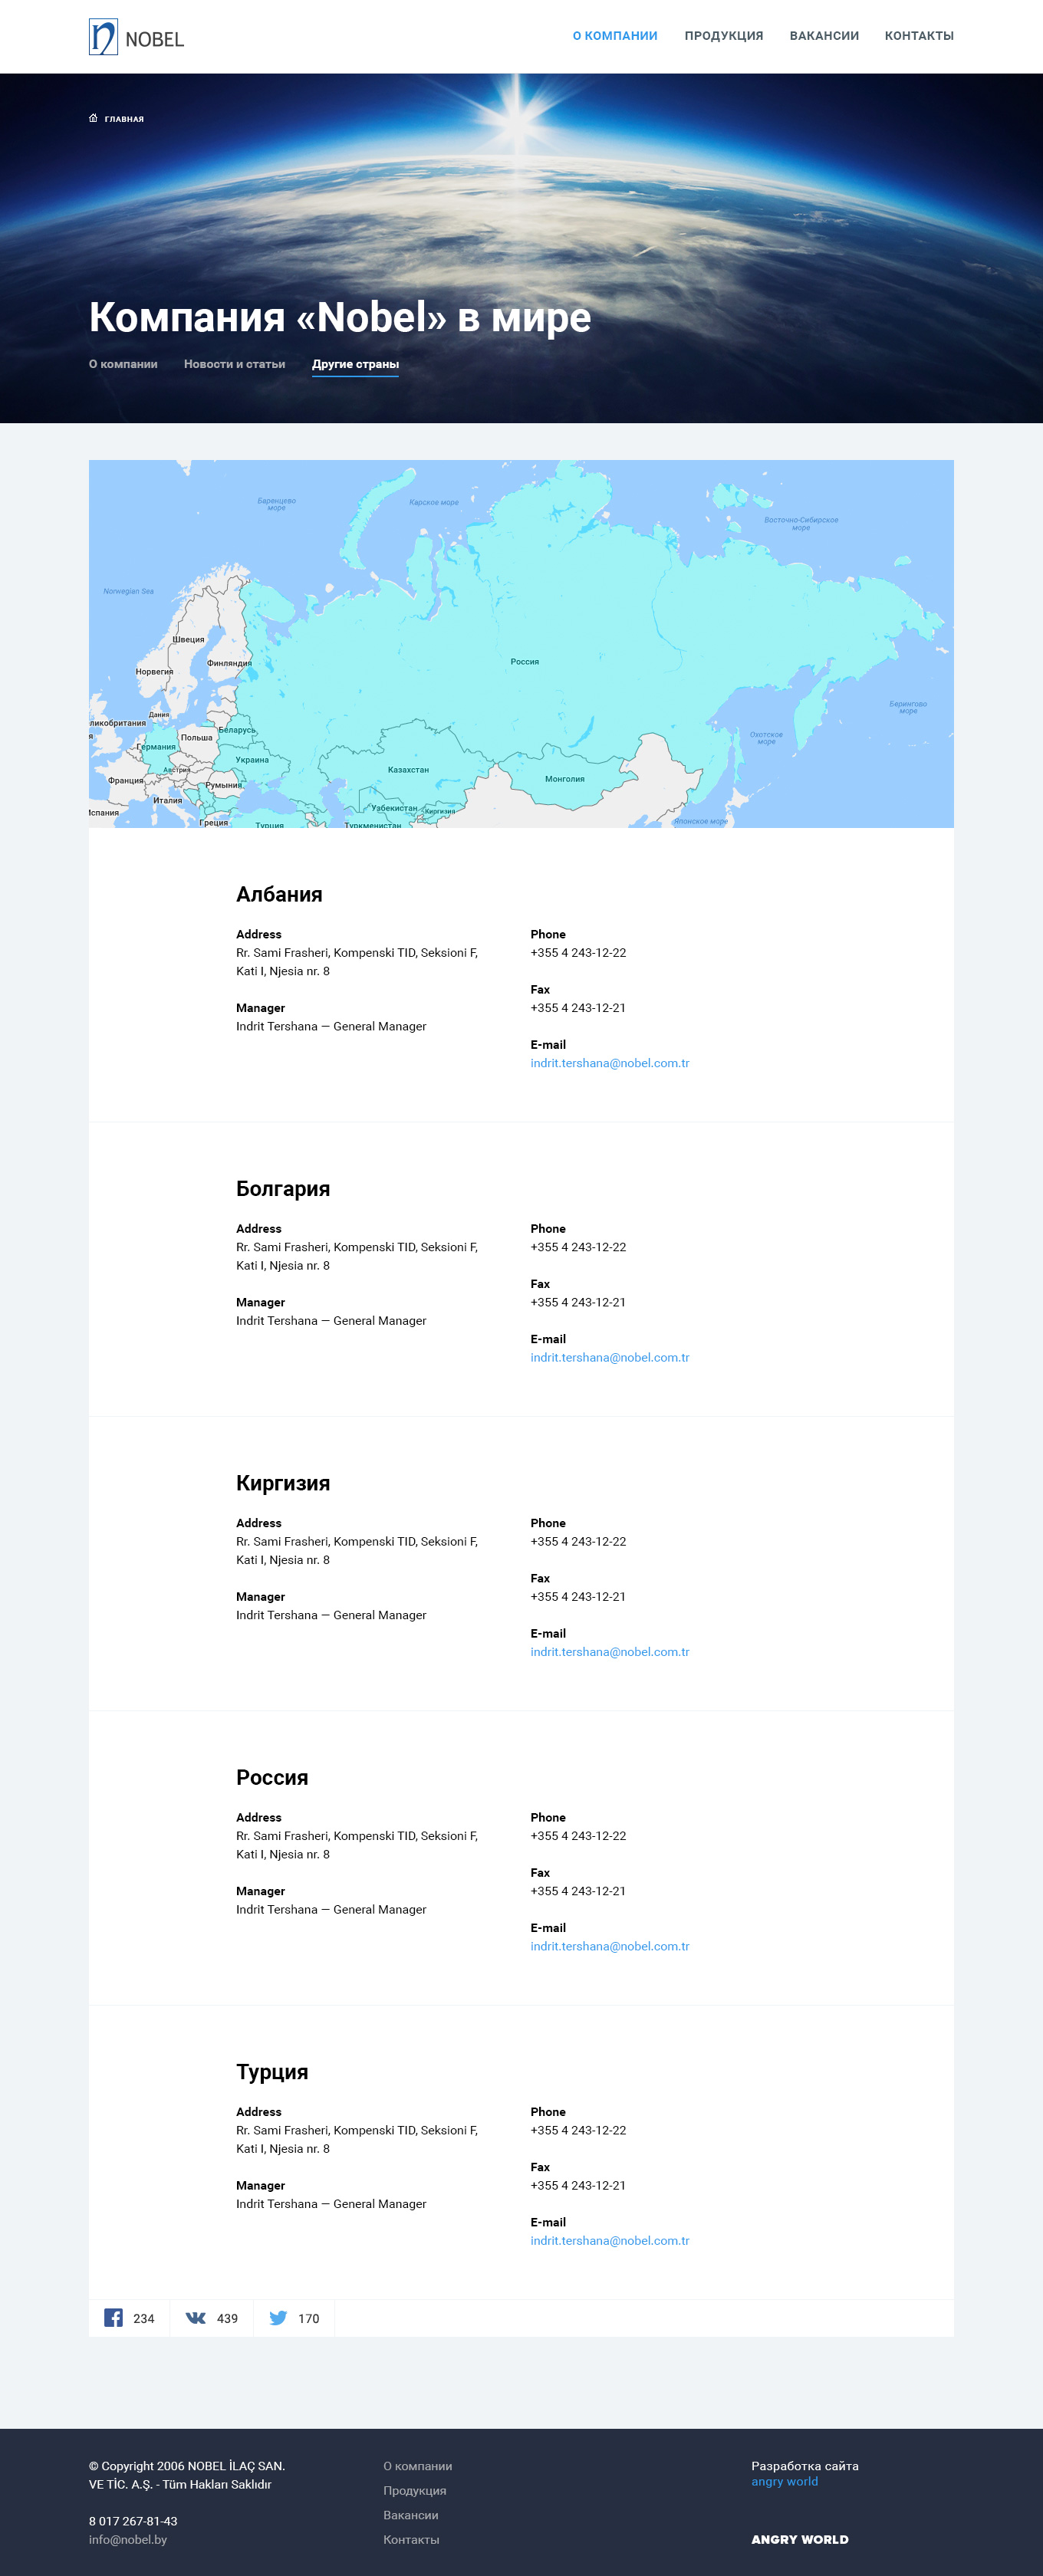 NOBEL
О КОМПАНИИ ПРОДУКЦИЯ ВАКАНСИИ КОНТАКТЫ
ГЛАВНАЯ
Компания «Nobel» в мире
О компании Новости и статьи Другие страны
Баренцево
море
Карское море
Восточно-Сибирское
море
Norwegian Sea
Швеция
Финляндия
Россия
Норвегия
Берингово
море
Дания
ликобритания
Беларусь
Польша
Охотское
море
Германия
Украина
Австрия
Казахстан
Франция
Монголия
Румыния
Италия
Узбекистан
Киргизия
Испания
Греция
Турция
Туркменистан
Японское море
Албания
Address
Rr. Sami Frasheri, Kompenski TID, Seksioni F,
Kati I, Njesia nr. 8
Manager
Indrit Tershana — General Manager
Phone
+355 4 243-12-22
Fax
+355 4 243-12-21
E-mail
indrit.tershana@nobel.com.tr
Болгария
Address
Rr. Sami Frasheri, Kompenski TID, Seksioni F,
Kati I, Njesia nr. 8
Manager
Indrit Tershana — General Manager
Phone
+355 4 243-12-22
Fax
+355 4 243-12-21
E-mail
indrit.tershana@nobel.com.tr
Киргизия
Address
Rr. Sami Frasheri, Kompenski TID, Seksioni F,
Kati I, Njesia nr. 8
Manager
Indrit Tershana — General Manager
Phone
+355 4 243-12-22
Fax
+355 4 243-12-21
E-mail
indrit.tershana@nobel.com.tr
Россия
Address
Rr. Sami Frasheri, Kompenski TID, Seksioni F,
Kati I, Njesia nr. 8
Manager
Indrit Tershana — General Manager
Phone
+355 4 243-12-22
Fax
+355 4 243-12-21
E-mail
indrit.tershana@nobel.com.tr
Турция
Address
Rr. Sami Frasheri, Kompenski TID, Seksioni F,
Kati I, Njesia nr. 8
Manager
Indrit Tershana — General Manager
Phone
+355 4 243-12-22
Fax
+355 4 243-12-21
E-mail
indrit.tershana@nobel.com.tr
234 439 170
© Copyright 2006 NOBEL İLAÇ SAN.
VE TİC. A.Ş. - Tüm Hakları Saklıdır
8 017 267-81-43
info@nobel.by
О компании
Продукция
Вакансии
Контакты
Разработка сайта
angry world
ANGRY WORLD